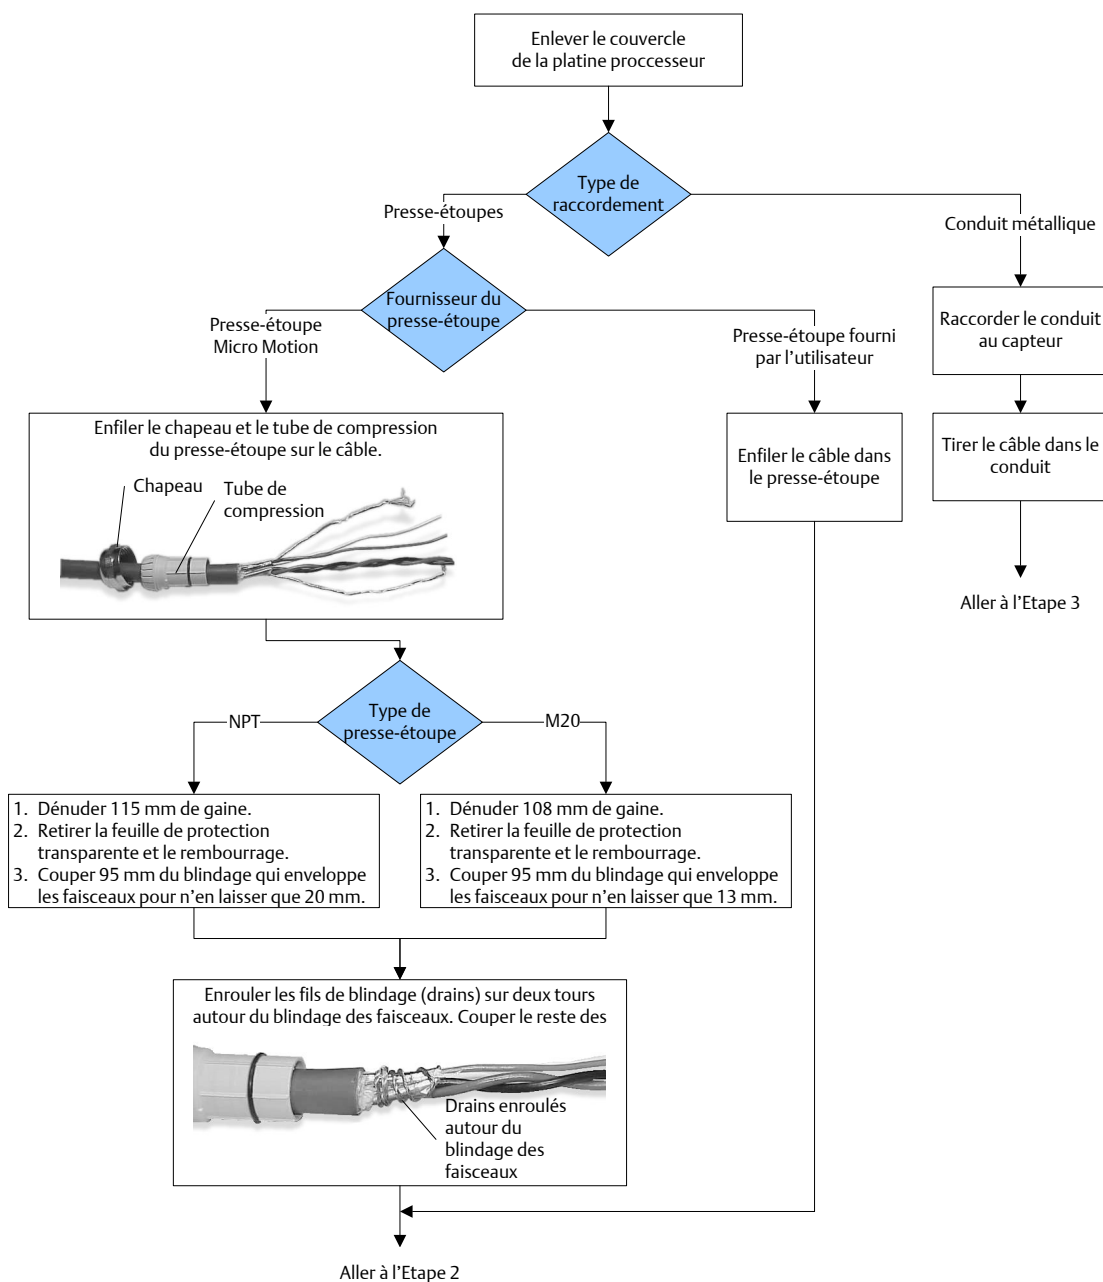 Enlever le couvercle
de la platine proccesseur
Type de
raccordement
Presse-étoupes
Conduit métallique
Fournisseur du
presse-étoupe
Presse-étoupe
Micro Motion
Presse-étoupe fourni
par l'utilisateur
Raccorder le conduit
au capteur
Enfiler le chapeau et le tube de compression
du presse-étoupe sur le câble.
Chapeau
Tube de
compression
Enfiler le câble dans
le presse-étoupe
Tirer le câble dans le
conduit
Aller à l'Etape 3
Type de
presse-étoupe
NPT
M20
1. Dénuder 115 mm de gaine.
2. Retirer la feuille de protection
transparente et le rembourrage.
3. Couper 95 mm du blindage qui enveloppe
les faisceaux pour n'en laisser que 20 mm.
1. Dénuder 108 mm de gaine.
2. Retirer la feuille de protection
transparente et le rembourrage.
3. Couper 95 mm du blindage qui enveloppe
les faisceaux pour n'en laisser que 13 mm.
Enrouler les fils de blindage (drains) sur deux tours
autour du blindage des faisceaux. Couper le reste des
Drains enroulés
autour du
blindage des
faisceaux
Aller à l'Etape 2